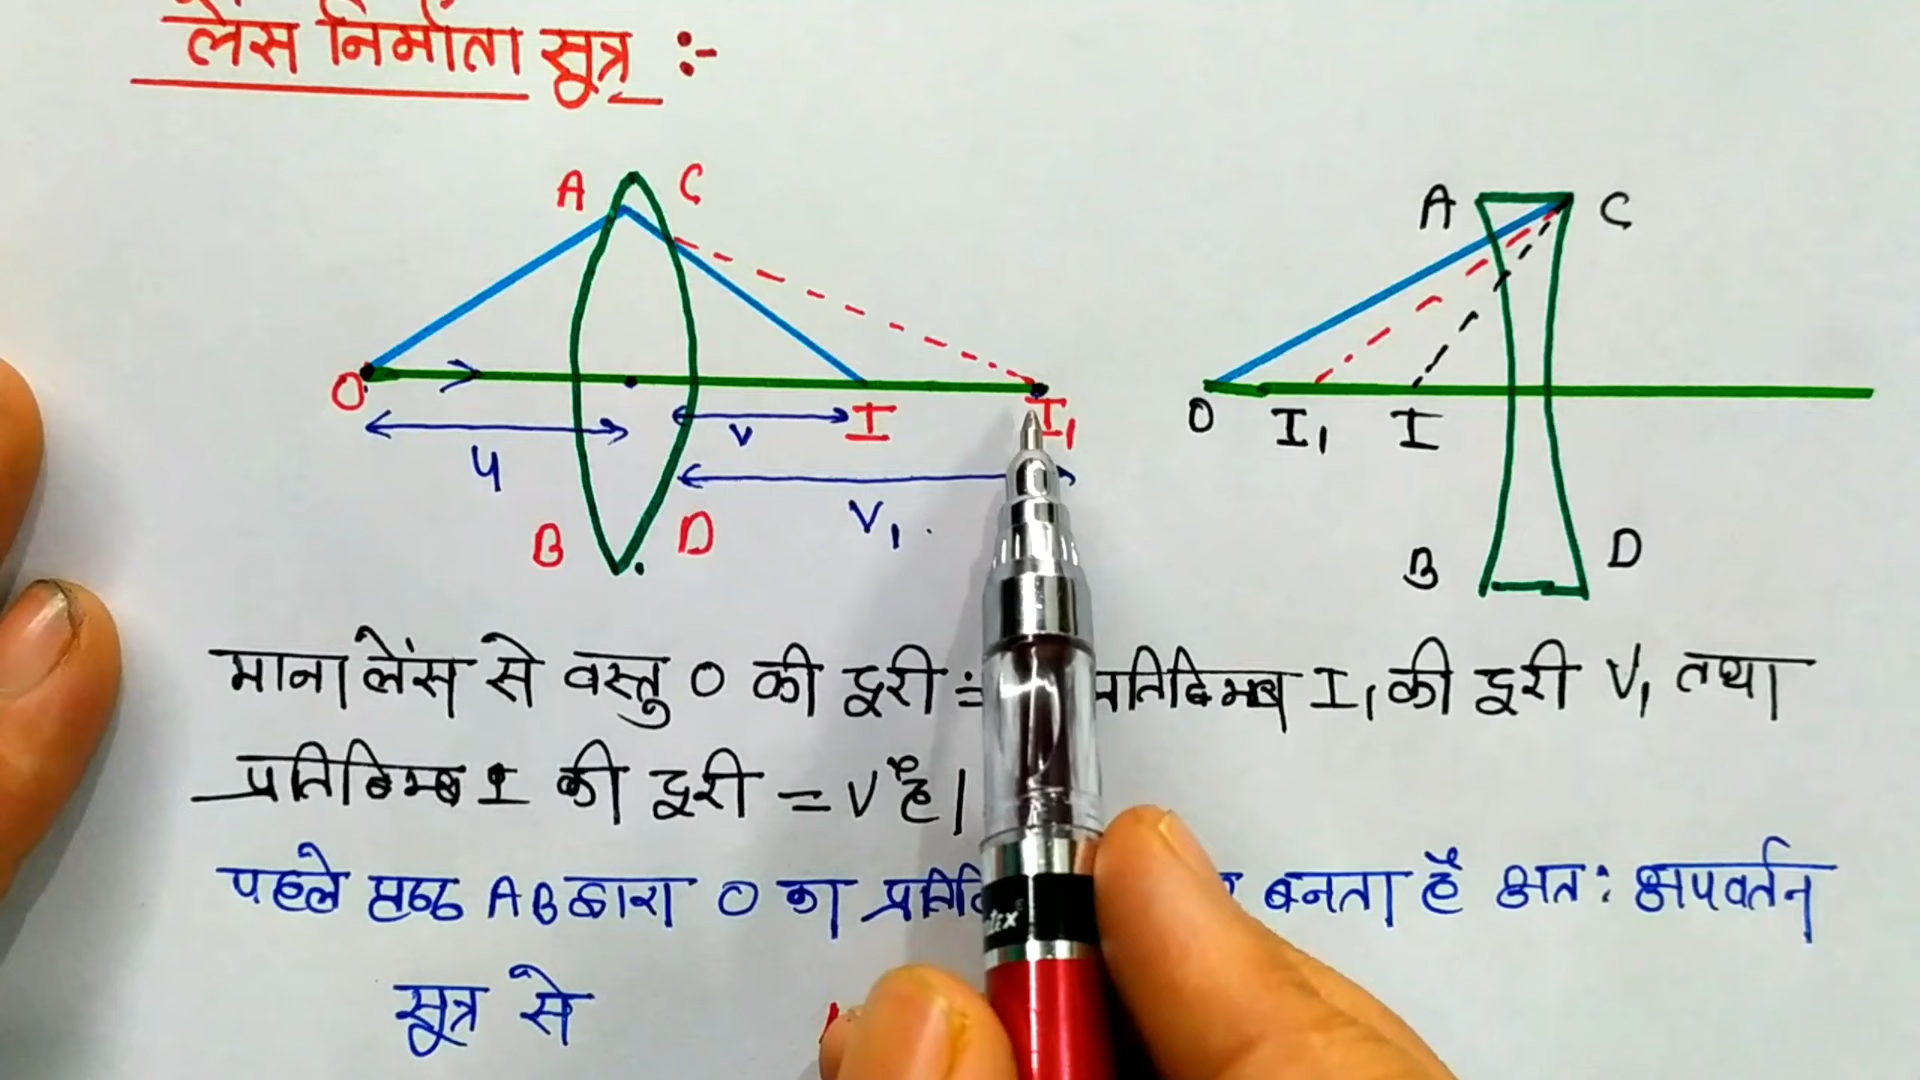 लेंस निर्माता सूत्र :-
A C A C
O I I₁ O I₁ I
u v v₁
B D B D
माना लेंस से वस्तु O की दूरी = प्रतिबिम्ब I₁ की दूरी V₁ तथा
प्रतिबिम्ब I की दूरी = V है।
पहले पृष्ठ AB द्वारा O का बनता है अतः अपवर्तन
सूत्र से